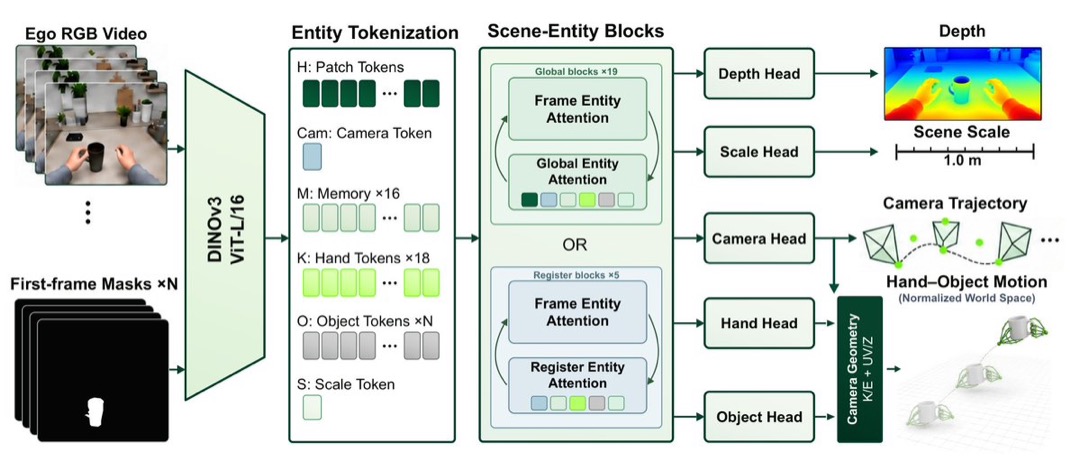 Ego RGB Video
First-frame Masks ×N
DINOv3
ViT-L/16
Entity Tokenization
H: Patch Tokens
...
Cam: Camera Token
M: Memory ×16
...
K: Hand Tokens ×18
...
O: Object Tokens ×N
...
S: Scale Token
Scene-Entity Blocks
Global blocks ×19
Frame Entity
Attention
Global Entity
Attention
OR
Register blocks ×5
Frame Entity
Attention
Register Entity
Attention
Depth Head
Scale Head
Camera Head
Hand Head
Object Head
Camera Geometry
K/E + UV/Z
Depth
Scene Scale
1.0 m
Camera Trajectory
...
Hand–Object Motion
(Normalized World Space)